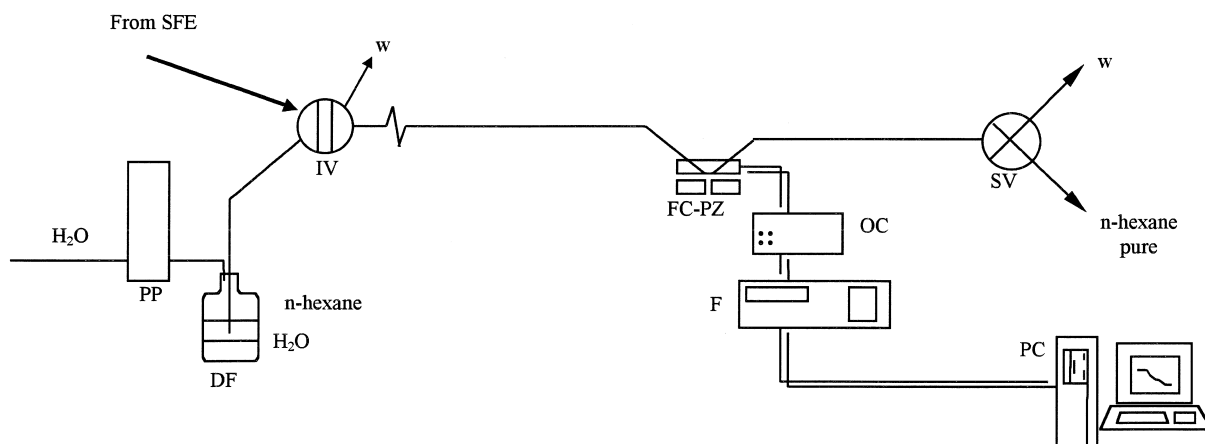 From SFE
w
IV
H₂O
PP
n-hexane
H₂O
DF
FC-PZ
OC
F
PC
w
SV
n-hexane
pure